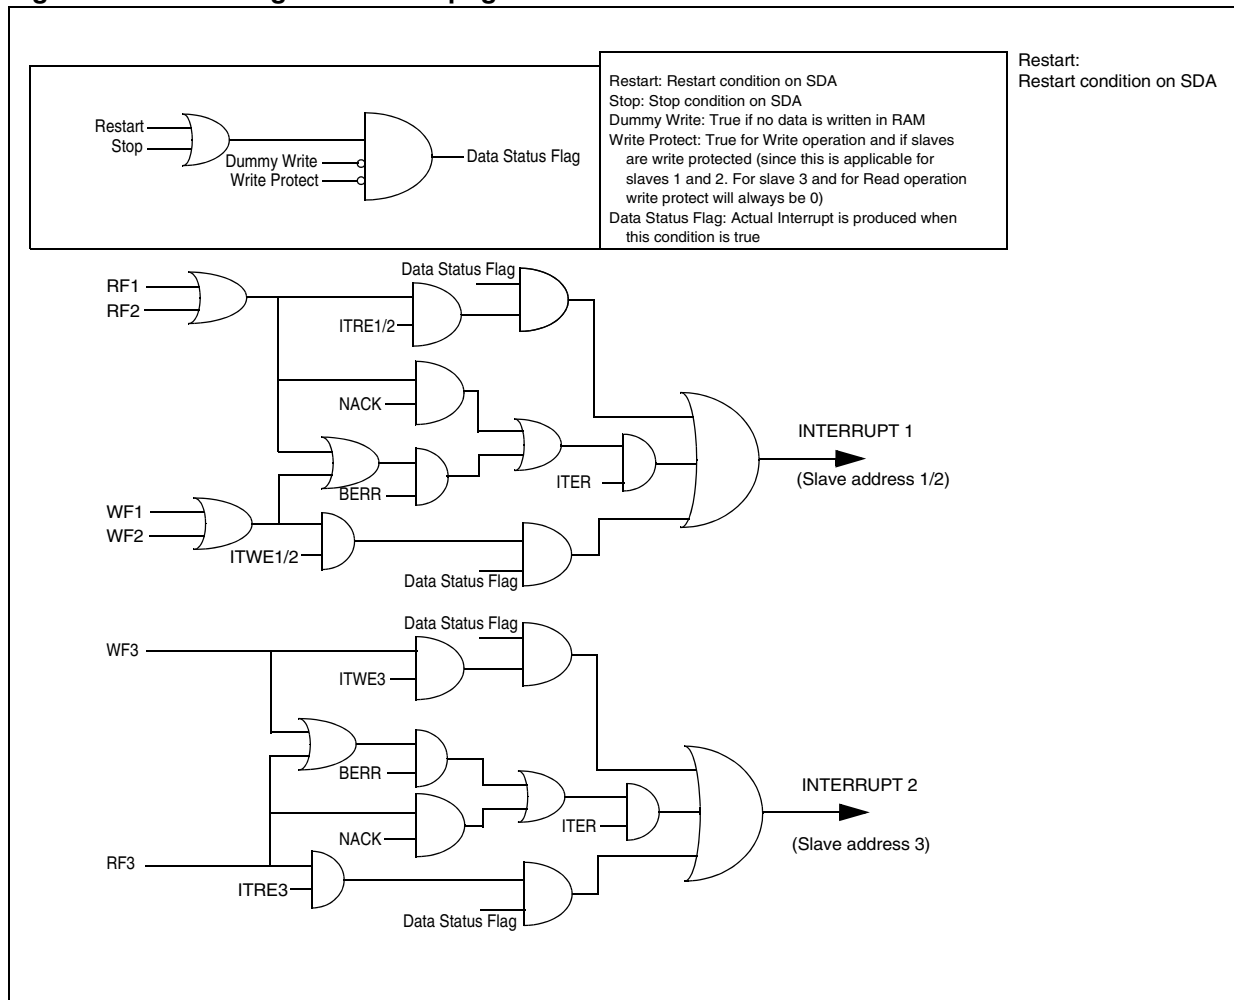 Restart:
Restart condition on SDA
Restart: Restart condition on SDA
Stop: Stop condition on SDA
Dummy Write: True if no data is written in RAM
Write Protect: True for Write operation and if slaves
are write protected (since this is applicable for
slaves 1 and 2. For slave 3 and for Read operation
write protect will always be 0)
Data Status Flag: Actual Interrupt is produced when
this condition is true
Restart
Stop
Dummy Write
Write Protect
Data Status Flag
Data Status Flag
RF1
RF2
ITRE1/2
NACK
BERR
ITER
WF1
WF2
ITWE1/2
Data Status Flag
INTERRUPT 1
(Slave address 1/2)
Data Status Flag
WF3
ITWE3
BERR
NACK
ITER
RF3
ITRE3
Data Status Flag
INTERRUPT 2
(Slave address 3)